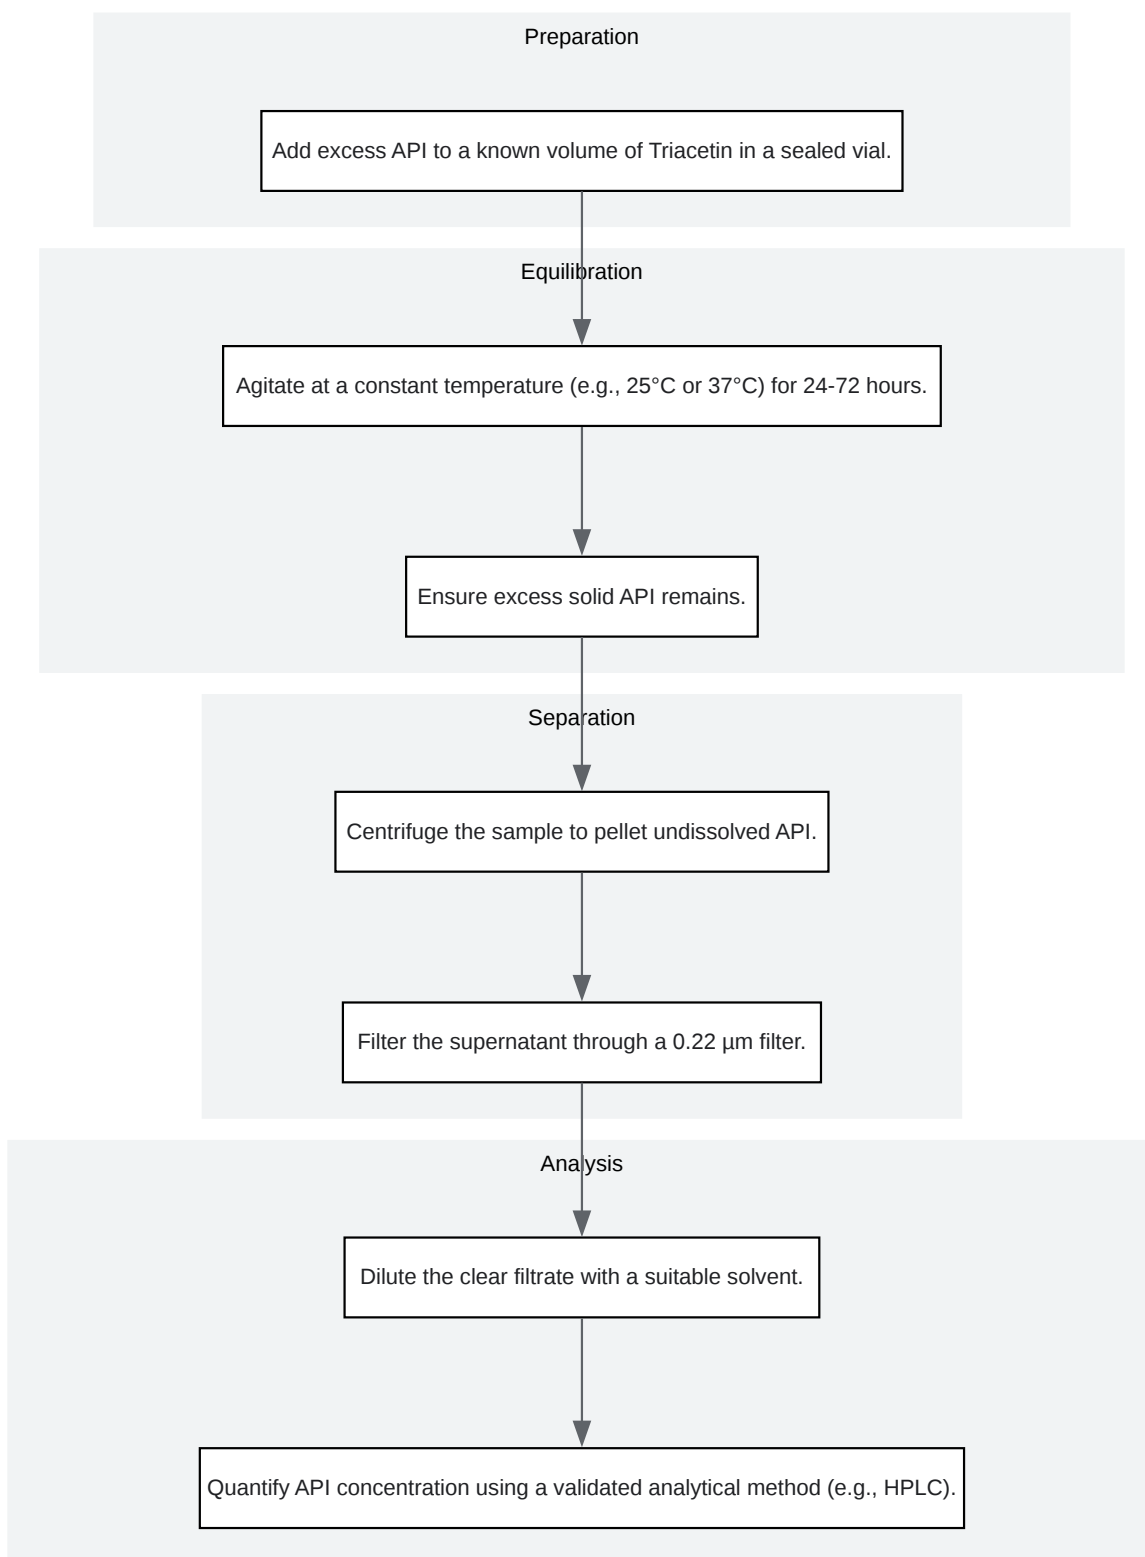 Preparation
Add excess API to a known volume of Triacetin in a sealed vial.
Equilibration
Agitate at a constant temperature (e.g., 25°C or 37°C) for 24-72 hours.
Ensure excess solid API remains.
Separation
Centrifuge the sample to pellet undissolved API.
Filter the supernatant through a 0.22 µm filter.
Analysis
Dilute the clear filtrate with a suitable solvent.
Quantify API concentration using a validated analytical method (e.g., HPLC).